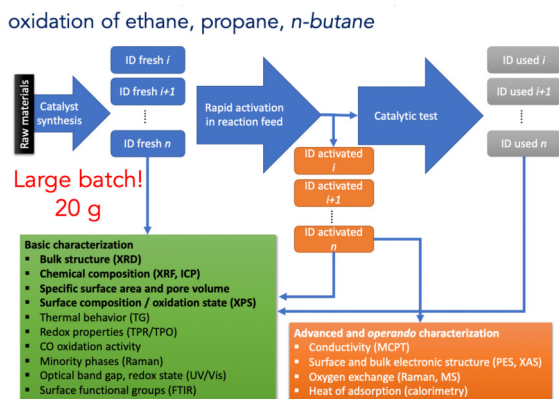 oxidation of ethane, propane, n-butane
Raw materials
Catalyst
synthesis
ID fresh i
ID fresh i+1
ID fresh n
Rapid activation
in reaction feed
Catalytic test
ID used i
ID used i+1
ID used n
ID activated
i
ID activated
i+1
ID activated
n
Large batch!
20 g
Basic characterization
▪ Bulk structure (XRD)
▪ Chemical composition (XRF, ICP)
▪ Specific surface area and pore volume
▪ Surface composition / oxidation state (XPS)
▪ Thermal behavior (TG)
▪ Redox properties (TPR/TPO)
▪ CO oxidation activity
▪ Minority phases (Raman)
▪ Optical band gap, redox state (UV/Vis)
▪ Surface functional groups (FTIR)
Advanced and operando characterization
▪ Conductivity (MCPT)
▪ Surface and bulk electronic structure (PES, XAS)
▪ Oxygen exchange (Raman, MS)
▪ Heat of adsorption (calorimetry)